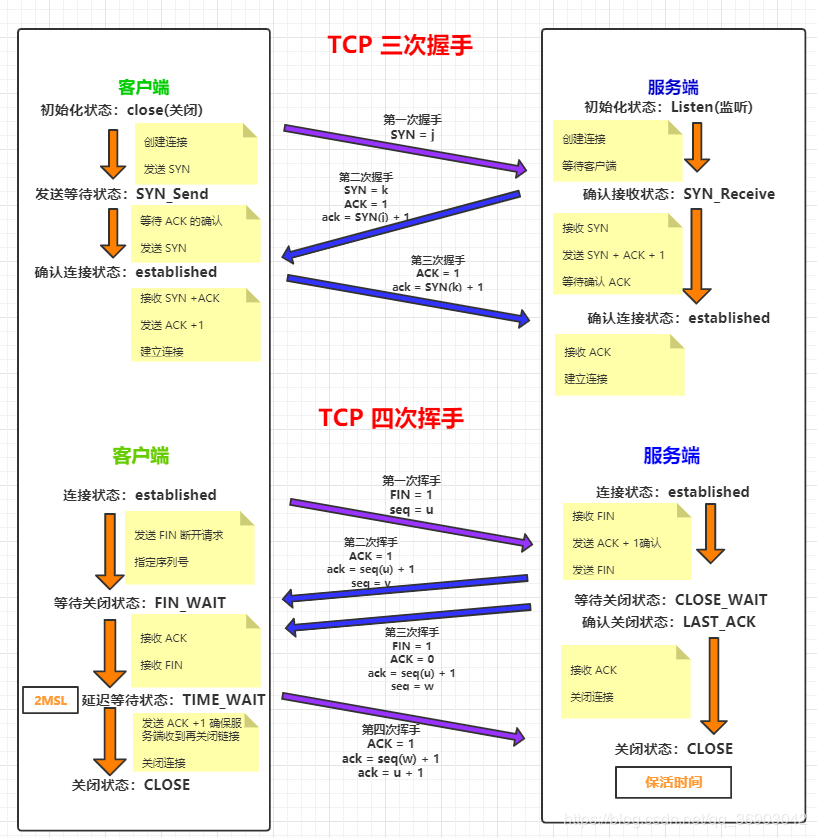 TCP 三次握手
客户端
初始化状态：close(关闭)
创建连接
发送 SYN
发送等待状态：SYN_Send
等待 ACK 的确认
发送 SYN
确认连接状态：established
接收 SYN +ACK
发送 ACK +1
建立连接
第一次握手
SYN = j
第二次握手
SYN = k
ACK = 1
ack = SYN(j) + 1
第三次握手
ACK = 1
ack = SYN(k) + 1
服务端
初始化状态：Listen(监听)
创建连接
等待客户端
确认接收状态：SYN_Receive
接收 SYN
发送 SYN + ACK + 1
等待确认 ACK
确认连接状态：established
接收 ACK
建立连接
TCP 四次挥手
客户端
连接状态：established
发送 FIN 断开请求
指定序列号
等待关闭状态：FIN_WAIT
接收 ACK
接收 FIN
2MSL
延迟等待状态：TIME_WAIT
发送 ACK +1 确保服
务端收到再关闭链接
关闭连接
关闭状态：CLOSE
第一次挥手
FIN = 1
seq = u
第二次挥手
ACK = 1
ack = seq(u) + 1
seq = v
第三次挥手
FIN = 1
ACK = 0
ack = seq(u) + 1
seq = w
第四次挥手
ACK = 1
ack = seq(w) + 1
ack = u + 1
服务端
连接状态：established
接收 FIN
发送 ACK + 1确认
发送 FIN
等待关闭状态：CLOSE_WAIT
确认关闭状态：LAST_ACK
接收 ACK
关闭连接
关闭状态：CLOSE
保活时间